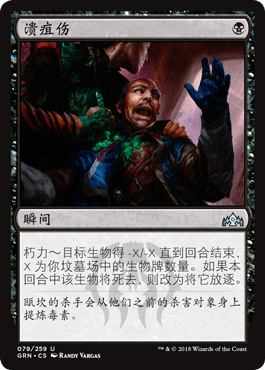 溃疽伤
瞬间
朽力～目标生物得 -X/-X 直到回合结束，
X 为你坟墓场中的生物牌数量。如果本
回合中该生物将死去，则改为将它放逐。
瓯坎的杀手会从他们之前的杀害对象身上
提炼毒素。
079/259 U
GRN • CS RANDY VARGAS
™ & © 2018 Wizards of the Coast